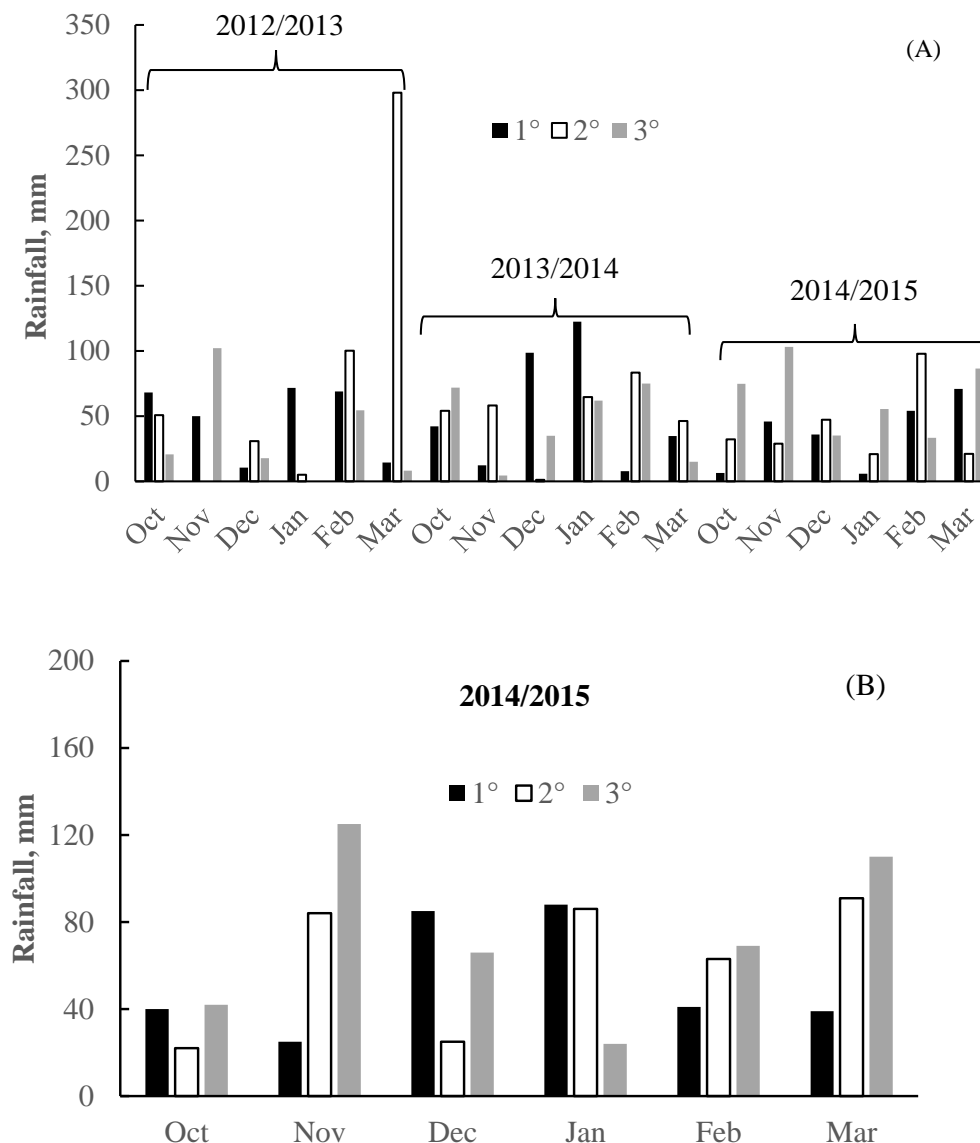 350
300
250
200
150
100
50
0
Rainfall, mm
2012/2013
(A)
1° 2° 3°
2013/2014
2014/2015
Oct Nov Dec Jan Feb Mar Oct Nov Dec Jan Feb Mar Oct Nov Dec Jan Feb Mar
200
160
120
80
40
0
Rainfall, mm
2014/2015
(B)
1° 2° 3°
Oct Nov Dec Jan Feb Mar